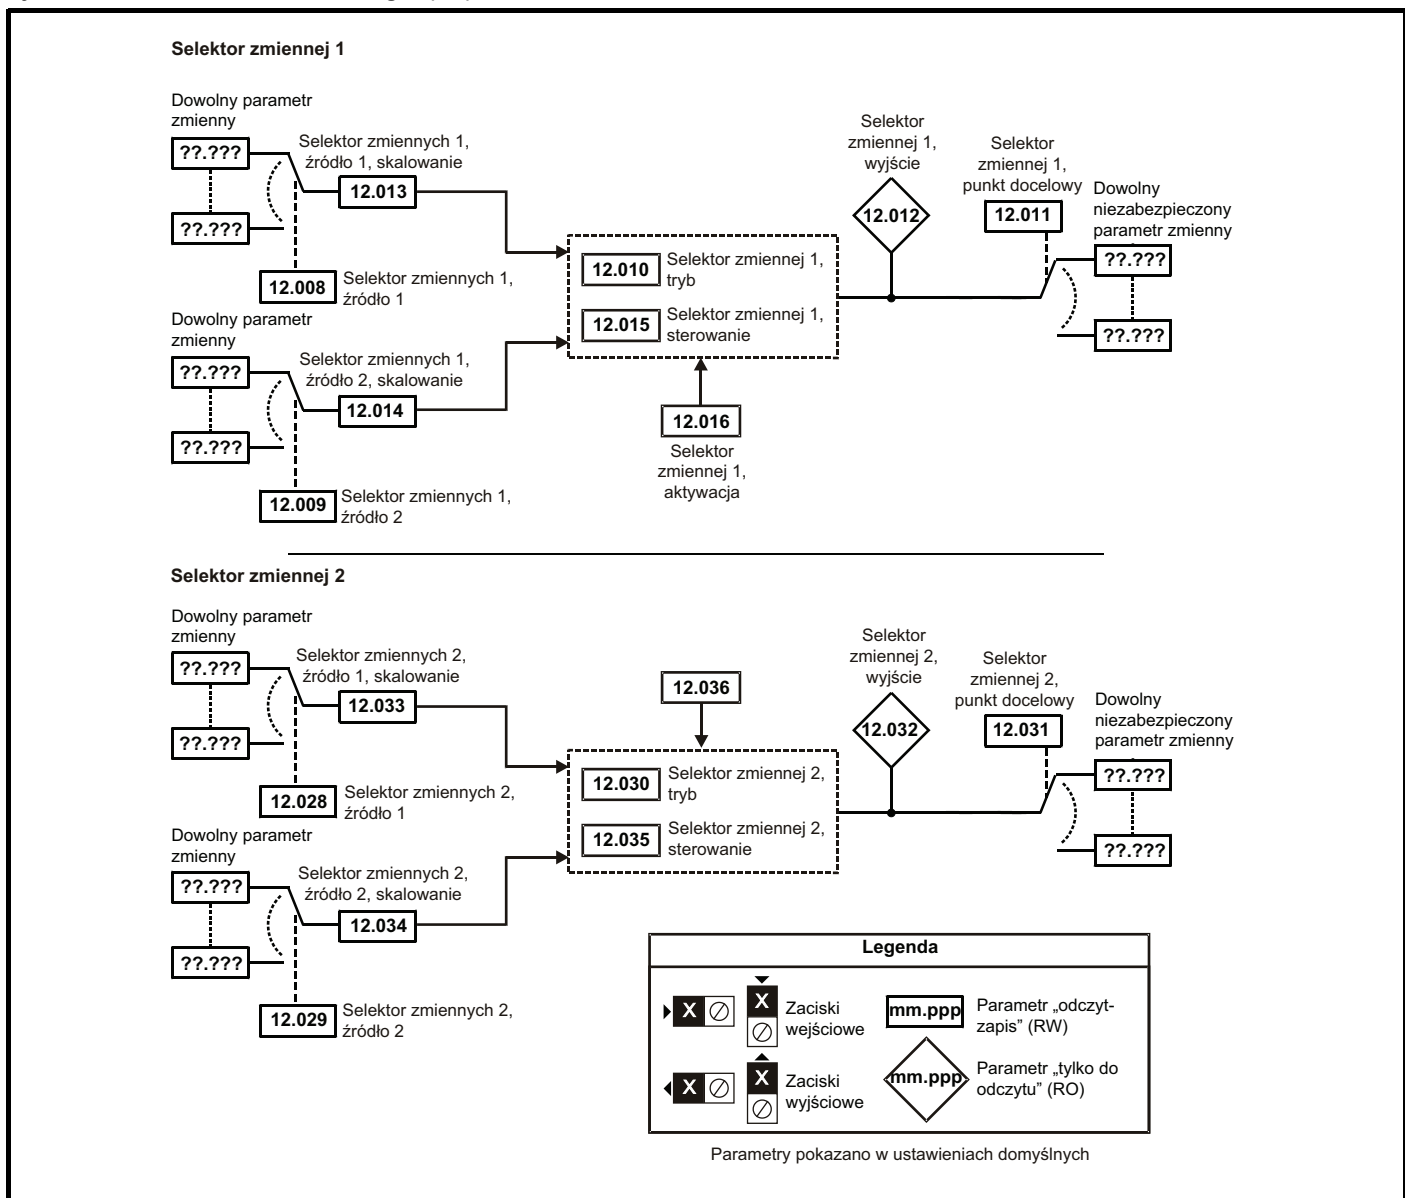 Selektor zmiennej 1
Dowolny parametr
zmienny
??.???
??.???
Selektor zmiennych 1,
źródło 1, skalowanie
12.013
12.008
Selektor zmiennych 1,
źródło 1
Dowolny parametr
zmienny
??.???
??.???
Selektor zmiennych 1,
źródło 2, skalowanie
12.014
12.009
Selektor zmiennych 1,
źródło 2
12.010
Selektor zmiennej 1,
tryb
12.015
Selektor zmiennej 1,
sterowanie
12.016
Selektor
zmiennej 1,
aktywacja
Selektor
zmiennej 1,
wyjście
12.012
Selektor
zmiennej 1,
punkt docelowy
12.011
Dowolny
niezabezpieczony
parametr zmienny
??.???
??.???
Selektor zmiennej 2
Dowolny parametr
zmienny
??.???
??.???
Selektor zmiennych 2,
źródło 1, skalowanie
12.033
12.028
Selektor zmiennych 2,
źródło 1
Dowolny parametr
zmienny
??.???
??.???
Selektor zmiennych 2,
źródło 2, skalowanie
12.034
12.029
Selektor zmiennych 2,
źródło 2
12.036
12.030
Selektor zmiennej 2,
tryb
12.035
Selektor zmiennej 2,
sterowanie
Selektor
zmiennej 2,
wyjście
12.032
Selektor
zmiennej 2,
punkt docelowy
12.031
Dowolny
niezabezpieczony
parametr zmienny
??.???
??.???
Legenda
X
X
Zaciski
wejściowe
mm.ppp
Parametr „odczyt-
zapis” (RW)
X
X
Zaciski
wyjściowe
mm.ppp
Parametr „tylko do
odczytu” (RO)
Parametry pokazano w ustawieniach domyślnych